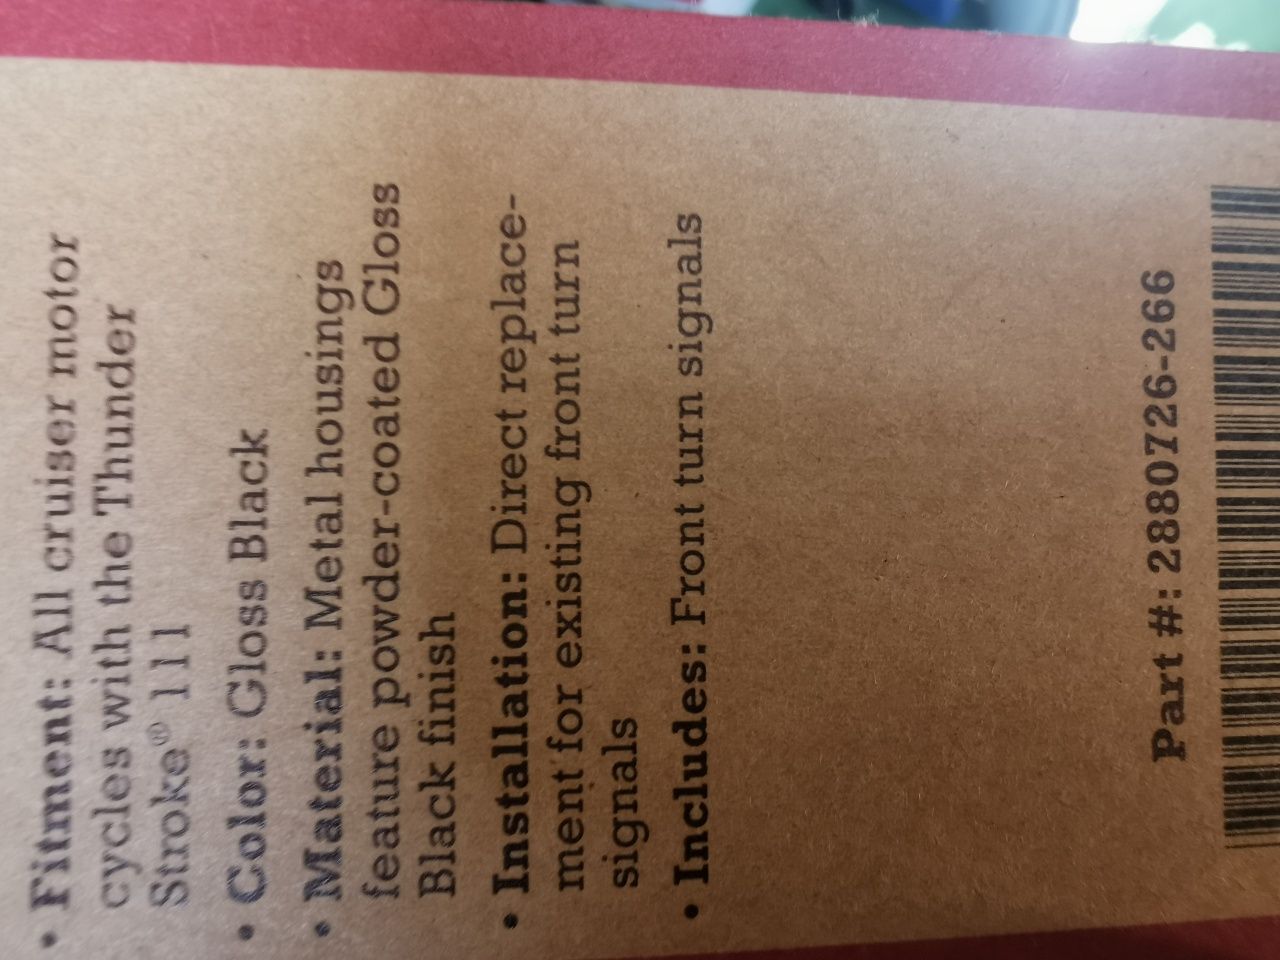 • Fitment: All cruiser motor
cycles with the Thunder
Stroke® 111
• Color: Gloss Black
• Material: Metal housings
feature powder-coated Gloss
Black finish
• Installation: Direct replace-
ment for existing front turn
signals
• Includes: Front turn signals
Part #: 2880726-266